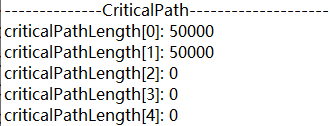 --------------CriticalPath--------------------
criticalPathLength[0]: 50000
criticalPathLength[1]: 50000
criticalPathLength[2]: 0
criticalPathLength[3]: 0
criticalPathLength[4]: 0